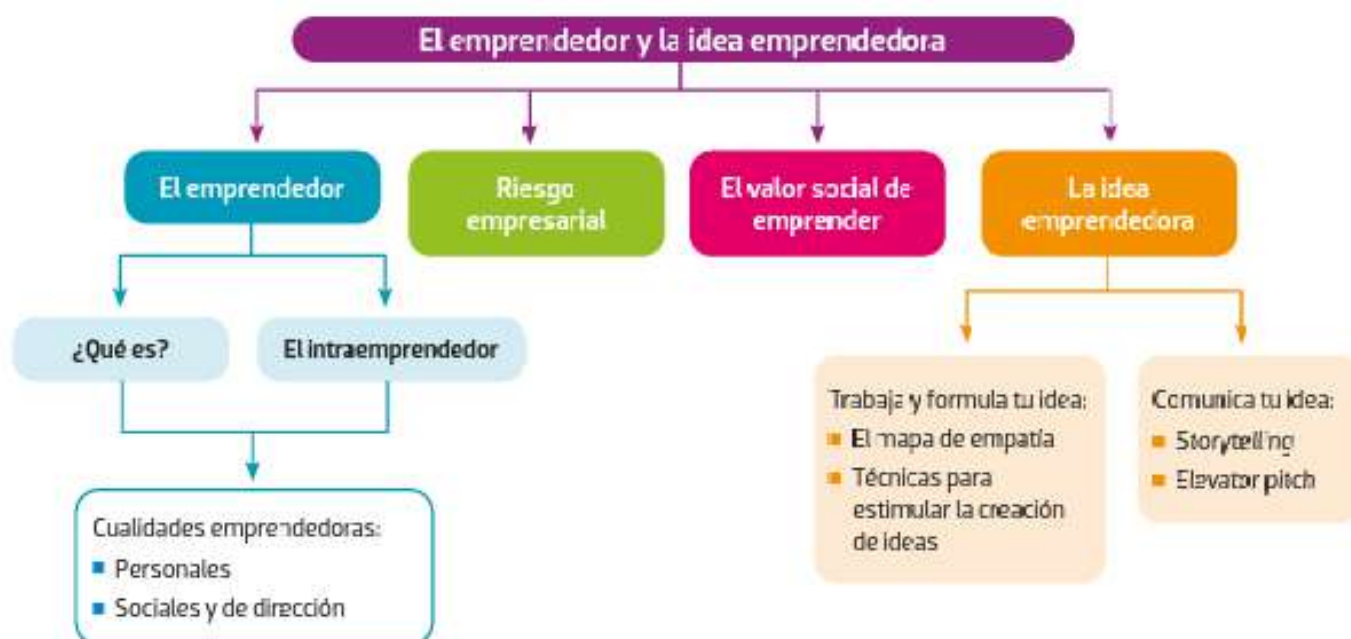 El emprendedor y la idea emprendedora
El emprendedor
Riesgo
empresarial
El valor social de
emprender
La idea
emprendedora
¿Qué es?
El intraemprendedor
Cualidades emprendedoras:
Personales
Sociales y de dirección
Trabaja y formula tu idea:
El mapa de empatía
Técnicas para
estimular la creación
de ideas
Comunica tu idea:
Storytelling
Elevator pitch